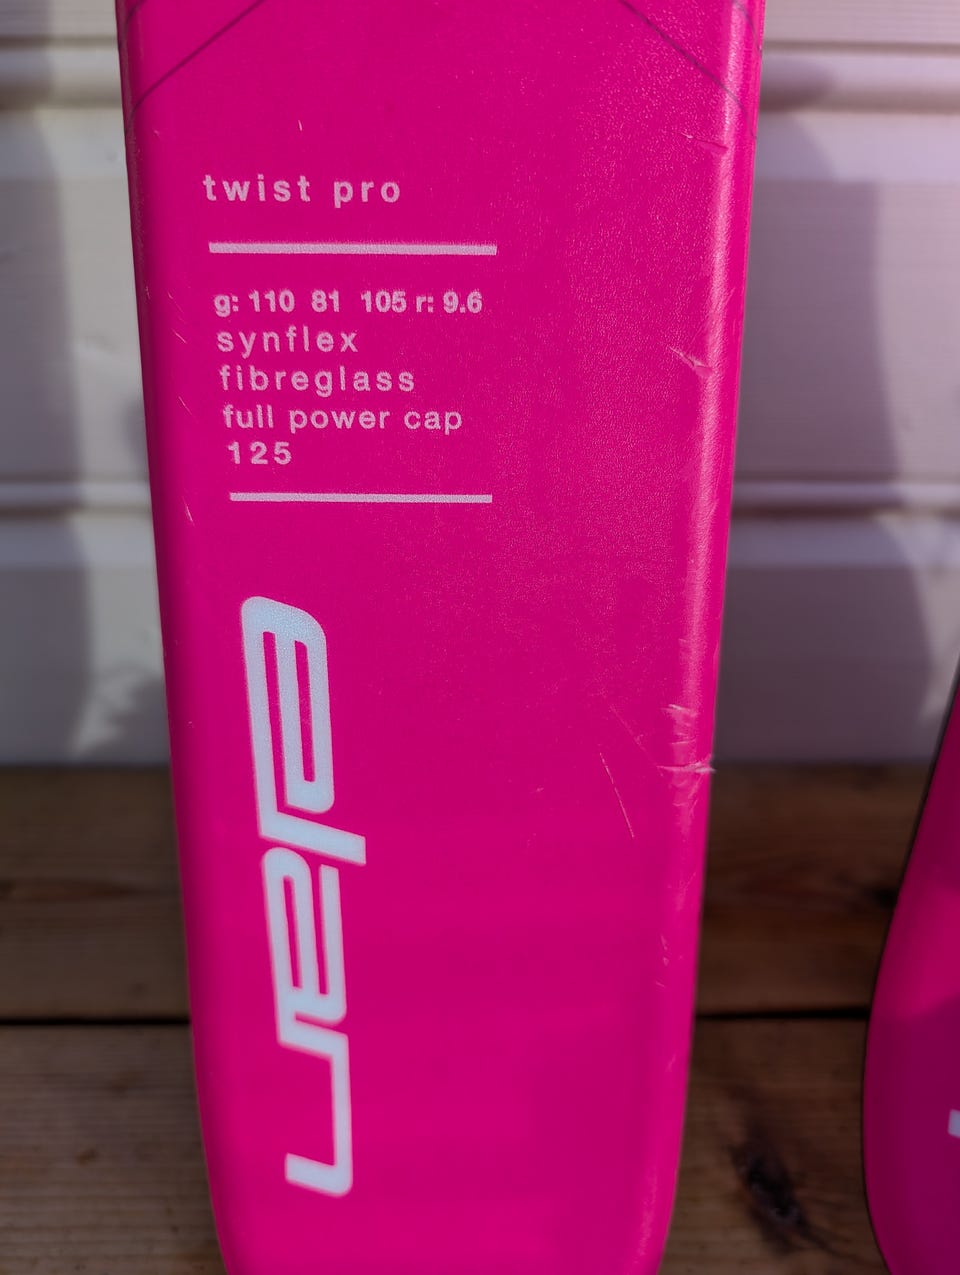 twist pro
g: 110 81 105 r: 9.6
synflex
fibreglass
full power cap
125
elan